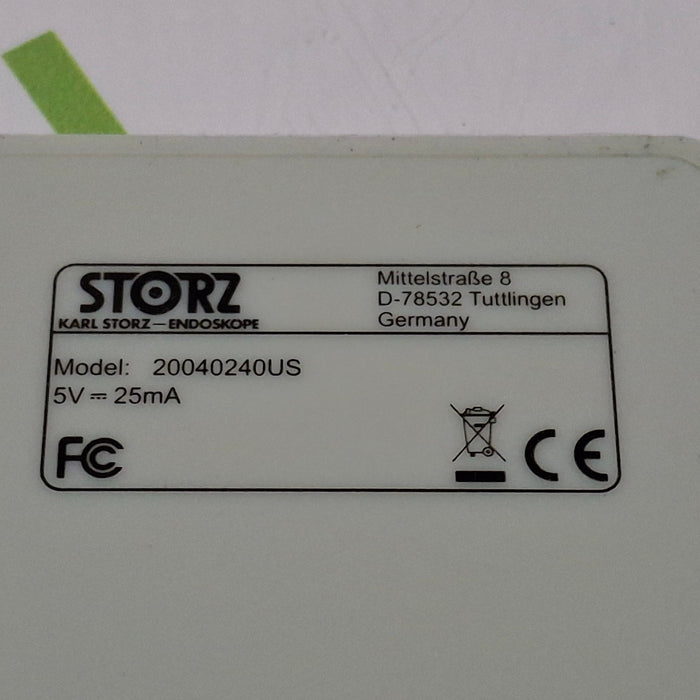 STORZ
KARL STORZ—ENDOSKOPE
Mittelstraße 8
D-78532 Tuttlingen
Germany
Model: 20040240US
5V ⎓ 25mA
FC CE